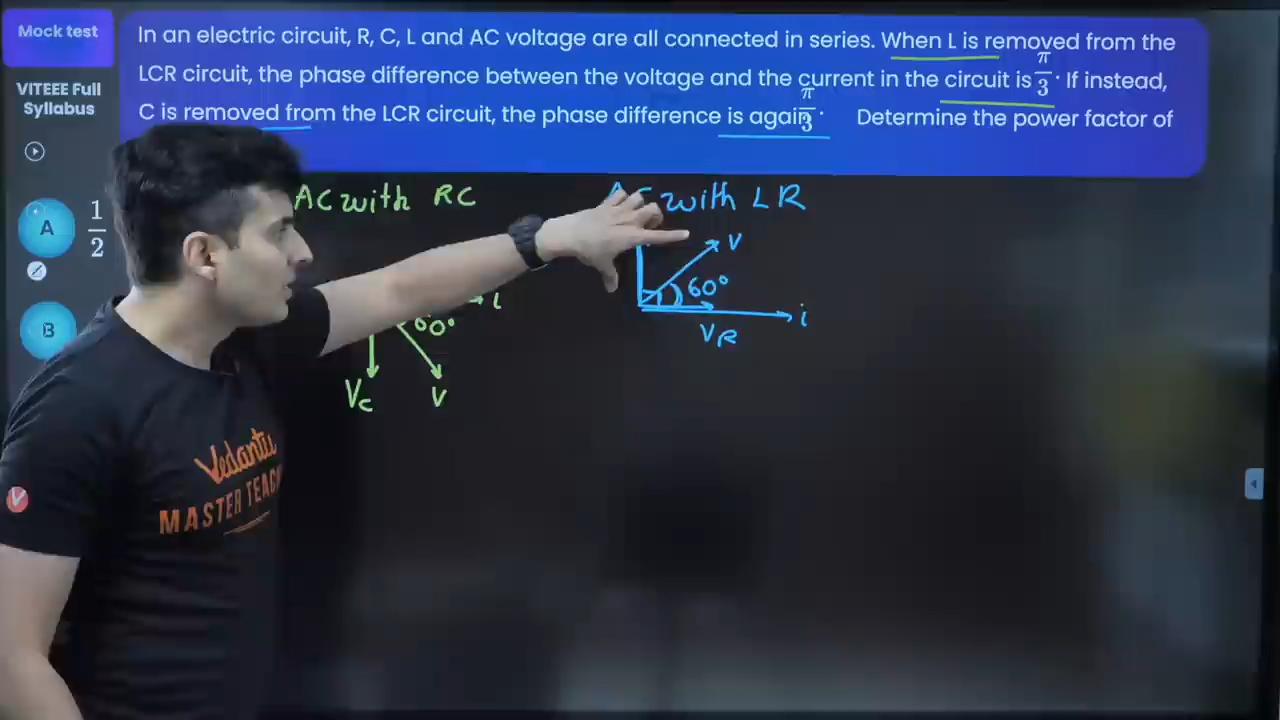 Mock test
VITEEE Full
Syllabus
In an electric circuit, R, C, L and AC voltage are all connected in series. When L is removed from the
LCR circuit, the phase difference between the voltage and the current in the circuit is π/3. If instead,
C is removed from the LCR circuit, the phase difference is again π/3. Determine the power factor of
A 1/2
B
AC with RC
i
60°
Vc
V
with LR
V
60°
i
VR
Vedantu
MASTER TEAC
V